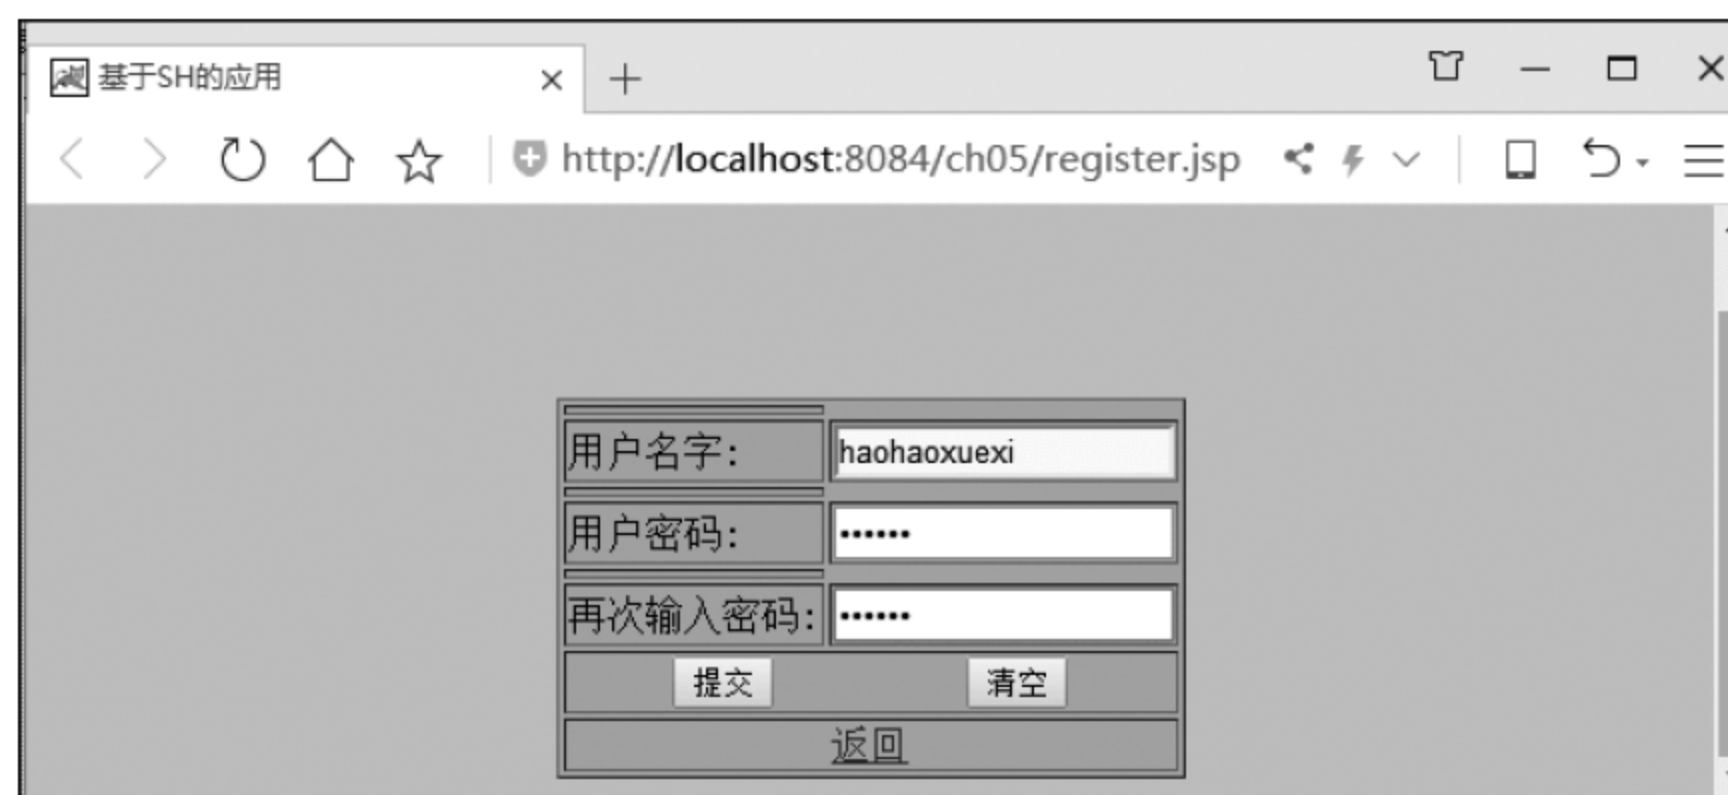 基于SH的应用
http://localhost:8084/ch05/register.jsp
用户名字: haohaoxuexi
用户密码: ••••••
再次输入密码: ••••••
提交 清空
返回